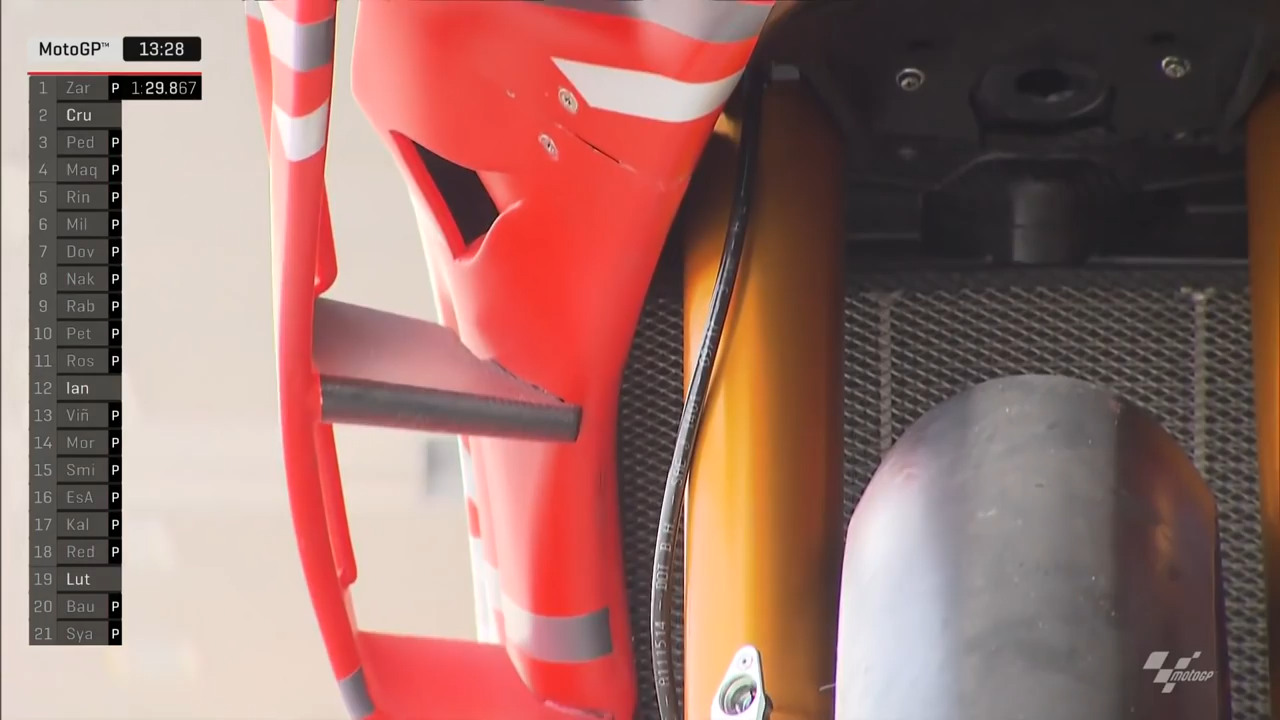 MotoGP™ 13:28
1 Zar P 1:29.867
2 Cru
3 Ped P
4 Maq P
5 Rin P
6 Mil P
7 Dov P
8 Nak P
9 Rab P
10 Pet P
11 Ros P
12 Ian
13 Viñ P
14 Mor P
15 Smi P
16 EsA P
17 Kal P
18 Red P
19 Lut
20 Bau P
21 Sya P
8111514 DOT B H
motoGP